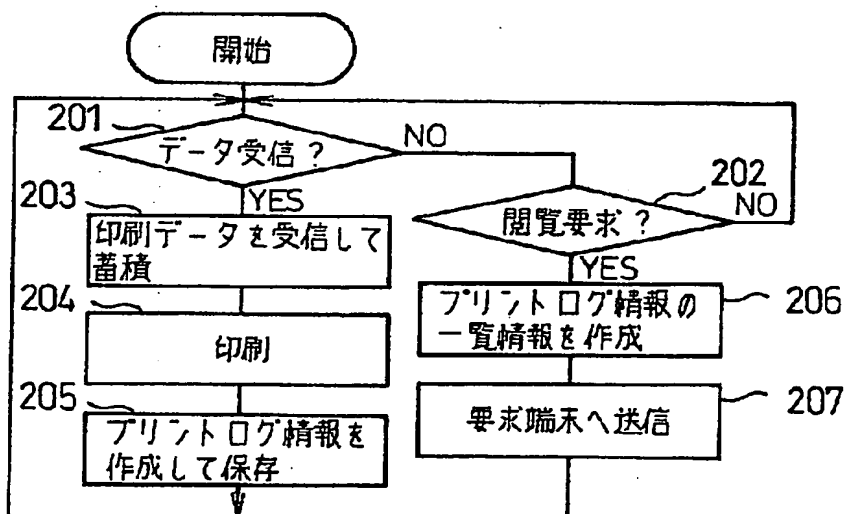 開始
201
データ受信?
NO
202
YES
NO
203
閲覧要求?
印刷データを受信して
蓄積
YES
204
プリントログ情報の
一覧情報を作成
206
印刷
205
要求端末へ送信
207
プリントログ情報を
作成して保存